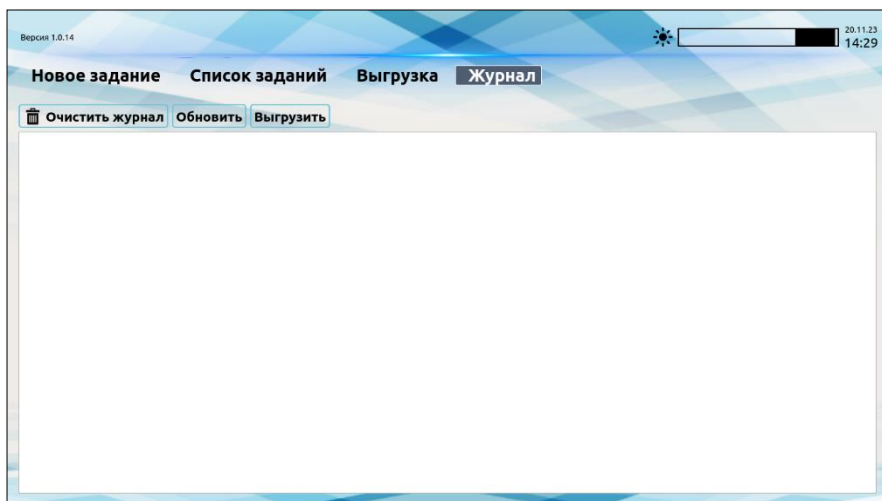 Версия 1.0.14
20.11.23
14:29
Новое задание Список заданий Выгрузка Журнал
Очистить журнал Обновить Выгрузить